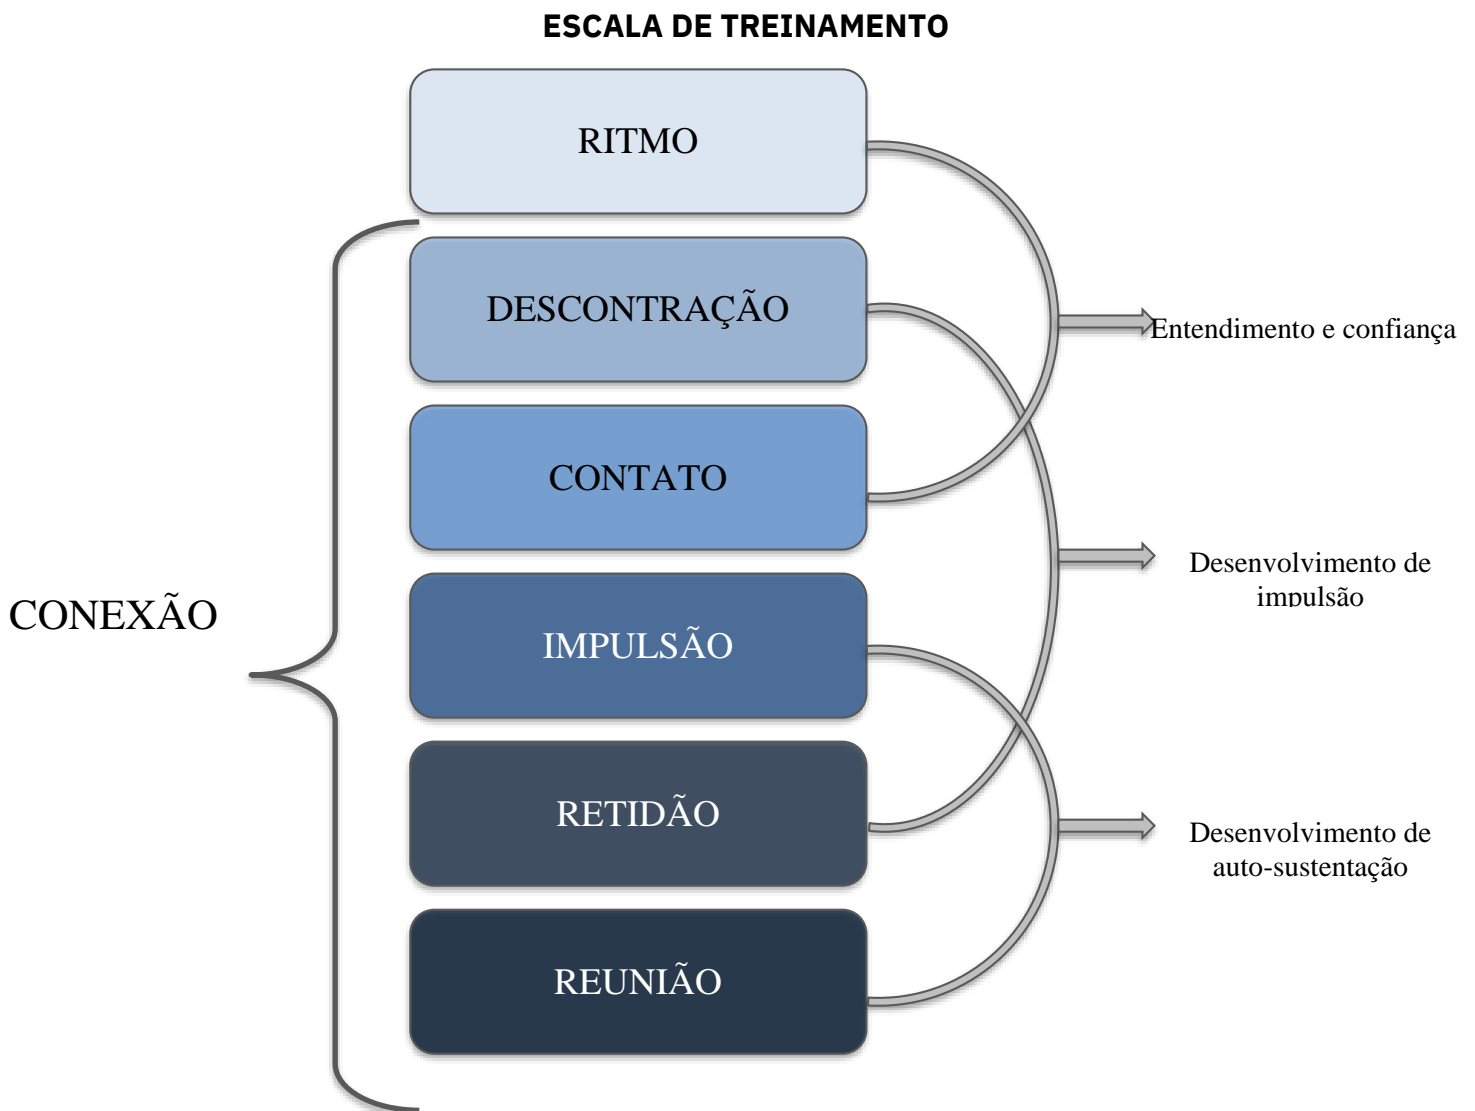 ESCALA DE TREINAMENTO
RITMO
DESCONTRAÇÃO
Entendimento e confiança
CONTATO
Desenvolvimento de
impulsão
CONEXÃO
IMPULSÃO
RETIDÃO
Desenvolvimento de
auto-sustentação
REUNIÃO